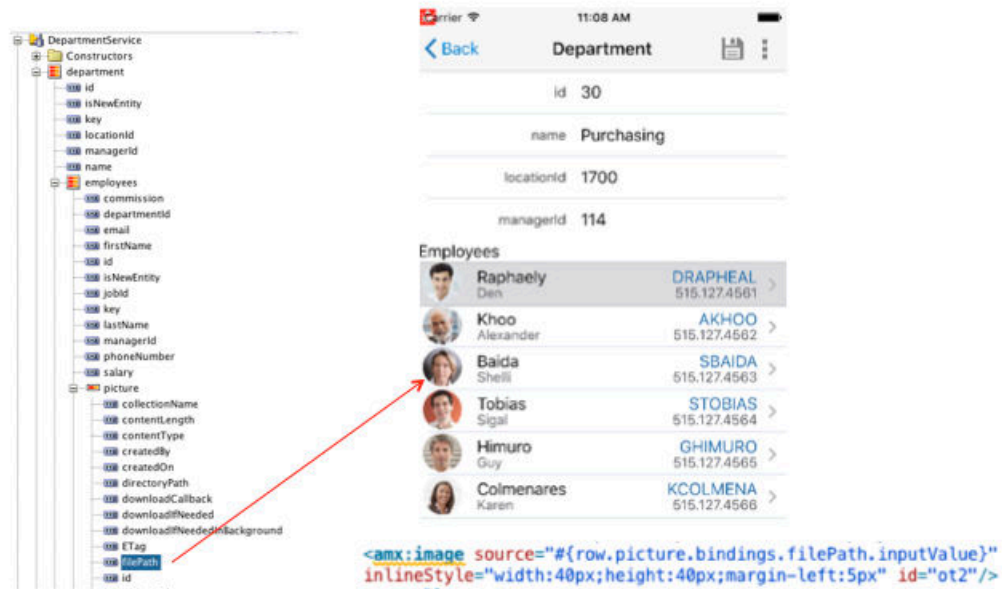 DepartmentService
Constructors
department
id
isNewEntity
key
locationId
managerId
name
employees
commission
departmentId
email
firstName
id
isNewEntity
jobId
key
lastName
managerId
phoneNumber
salary
picture
collectionName
contentLength
contentType
createdBy
createdOn
directoryPath
downloadCallback
downloadIfNeeded
downloadIfNeededInBackground
ETag
filePath
id
Carrier 11:08 AM
Back Department
id 30
name Purchasing
locationId 1700
managerId 114
Employees
Raphaely DRAPHEAL
Den 515.127.4561
Khoo AKHOO
Alexander 515.127.4562
Baida SBAIDA
Shelli 515.127.4563
Tobias STOBIAS
Sigal 515.127.4564
Himuro GHIMURO
Guy 515.127.4565
Colmenares KCOLMENA
Karen 515.127.4566
<amx:image source="#{row.picture.bindings.filePath.inputValue}"
inlineStyle="width:40px;height:40px;margin-left:5px" id="ot2"/>